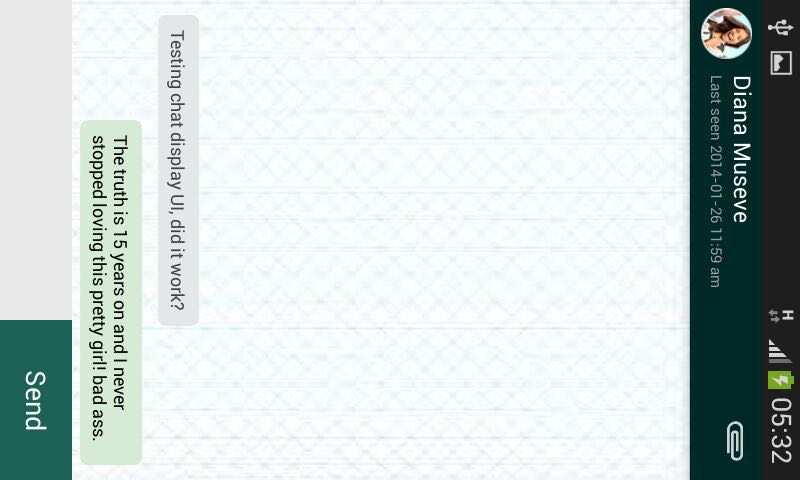 H 05:32
Diana Museve
Last seen 2014-01-26 11:59 am
Testing chat display UI, did it work?
The truth is 15 years on and I never
stopped loving this pretty girl! bad ass.
Send